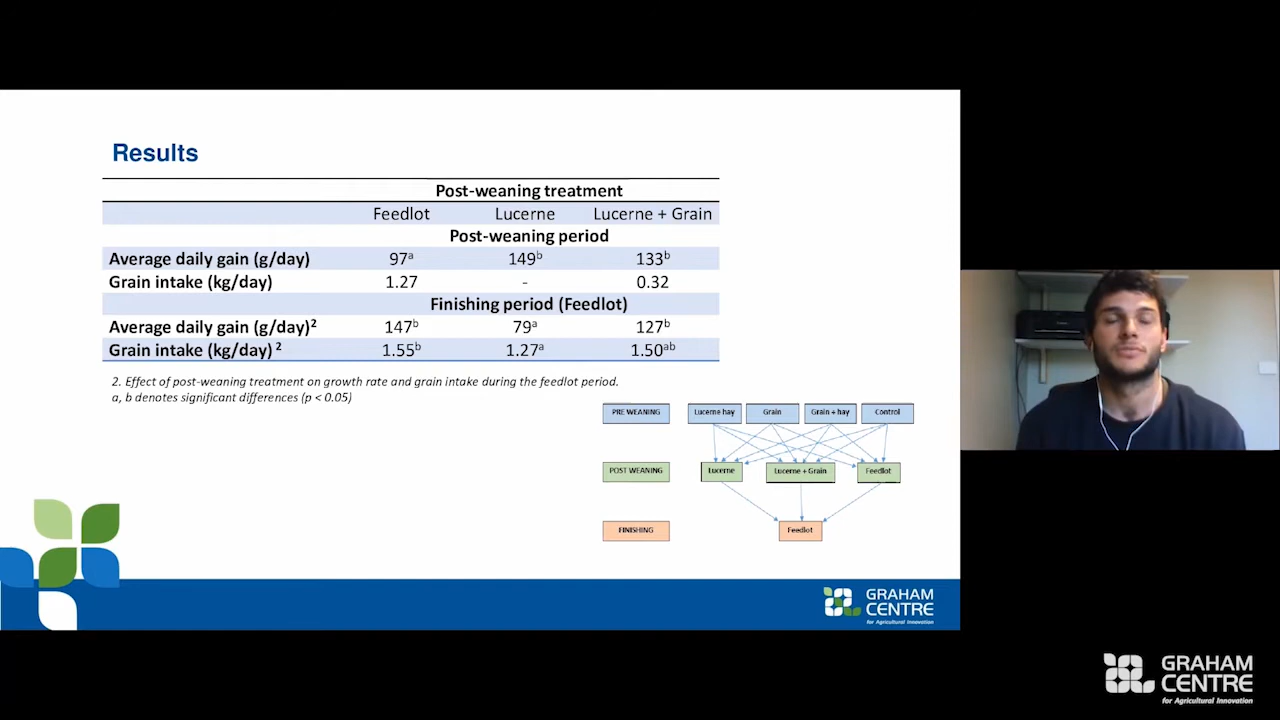 Results
Post-weaning treatment
Feedlot Lucerne Lucerne + Grain
Post-weaning period
Average daily gain (g/day) 97ᵃ 149ᵇ 133ᵇ
Grain intake (kg/day) 1.27 - 0.32
Finishing period (Feedlot)
Average daily gain (g/day)² 147ᵇ 79ᵃ 127ᵇ
Grain intake (kg/day) ² 1.55ᵇ 1.27ᵃ 1.50ᵃᵇ
2. Effect of post-weaning treatment on growth rate and grain intake during the feedlot period.
a, b denotes significant differences (p < 0.05)
PRE WEANING Lucerne hay Grain Grain + hay Control
POST WEANING Lucerne Lucerne + Grain Feedlot
FINISHING Feedlot
GRAHAM
CENTRE
for Agricultural Innovation
GRAHAM
CENTRE
for Agricultural Innovation